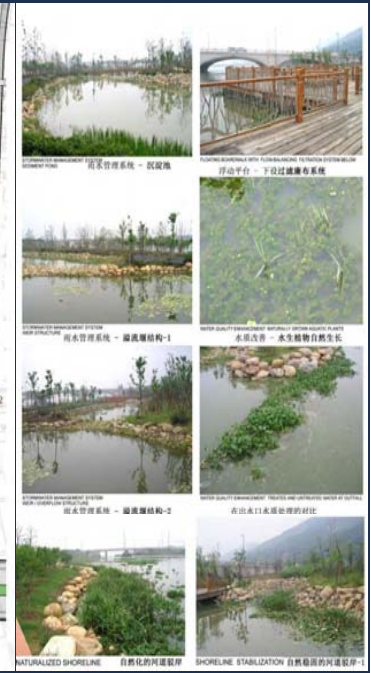 STORMWATER MANAGEMENT SYSTEM
SEDIMENT POND
雨水管理系统 - 沉淀池
FLOATING BOARDWALK WITH FLOW-BALANCING FILTRATION SYSTEM BELOW
浮动平台 - 下设过滤廉布系统
STORMWATER MANAGEMENT SYSTEM
WEIR STRUCTURE
雨水管理系统 - 溢流堰结构-1
WATER QUALITY ENHANCEMENT NATURALLY GROWN AQUATIC PLANTS
水质改善 - 水生植物自然生长
STORMWATER MANAGEMENT SYSTEM
WEIR / OVERFLOW STRUCTURE
雨水管理系统 - 溢流堰结构-2
WATER QUALITY ENHANCEMENT TREATED AND UNTREATED WATER AT OUTFALL
在出水口水质处理的对比
NATURALIZED SHORELINE 自然化的河道驳岸
SHORELINE STABILIZATION 自然稳固的河道驳岸-1